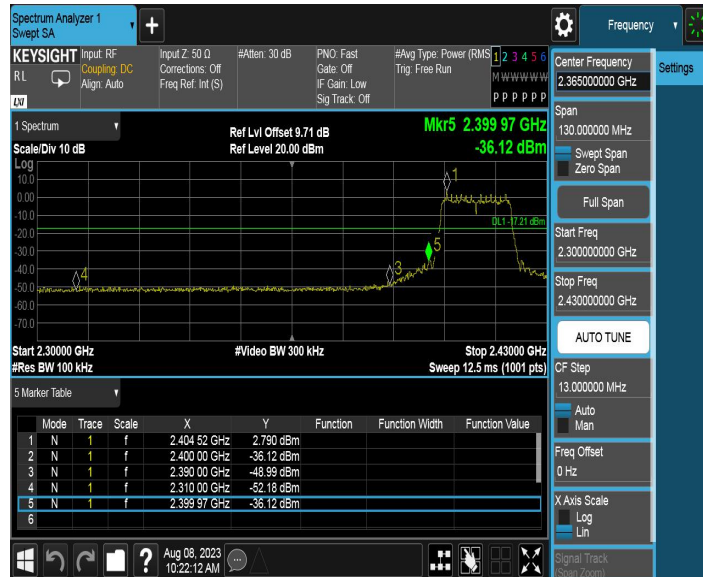 Spectrum Analyzer 1
Swept SA
+
Frequency
KEYSIGHT
RL
LXI
Input: RF
Coupling: DC
Align: Auto
Input Z: 50 Ω
Corrections: Off
Freq Ref: Int (S)
#Atten: 30 dB
PNO: Fast
Gate: Off
IF Gain: Low
Sig Track: Off
#Avg Type: Power (RMS
Trig: Free Run
1 2 3 4 5 6
M W W W W W
P P P P P P
1 Spectrum
Scale/Div 10 dB
Ref Lvl Offset 9.71 dB
Ref Level 20.00 dBm
Mkr5 2.399 97 GHz
-36.12 dBm
Log
10.0
0.00
-10.0
-20.0
-30.0
-40.0
-50.0
-60.0
-70.0
1
DL1 -17.21 dBm
5
3
4
Start 2.30000 GHz
#Video BW 300 kHz
Stop 2.43000 GHz
#Res BW 100 kHz
Sweep 12.5 ms (1001 pts)
5 Marker Table
Mode Trace Scale X Y Function Function Width Function Value
1 N 1 f 2.404 52 GHz 2.790 dBm
2 N 1 f 2.400 00 GHz -36.12 dBm
3 N 1 f 2.390 00 GHz -48.99 dBm
4 N 1 f 2.310 00 GHz -52.18 dBm
5 N 1 f 2.399 97 GHz -36.12 dBm
6
?
Aug 08, 2023
10:22:12 AM
Center Frequency
2.365000000 GHz
Settings
Span
130.000000 MHz
Swept Span
Zero Span
Full Span
Start Freq
2.300000000 GHz
Stop Freq
2.430000000 GHz
AUTO TUNE
CF Step
13.000000 MHz
Auto
Man
Freq Offset
0 Hz
X Axis Scale
Log
Lin
Signal Track
(Span Zoom)